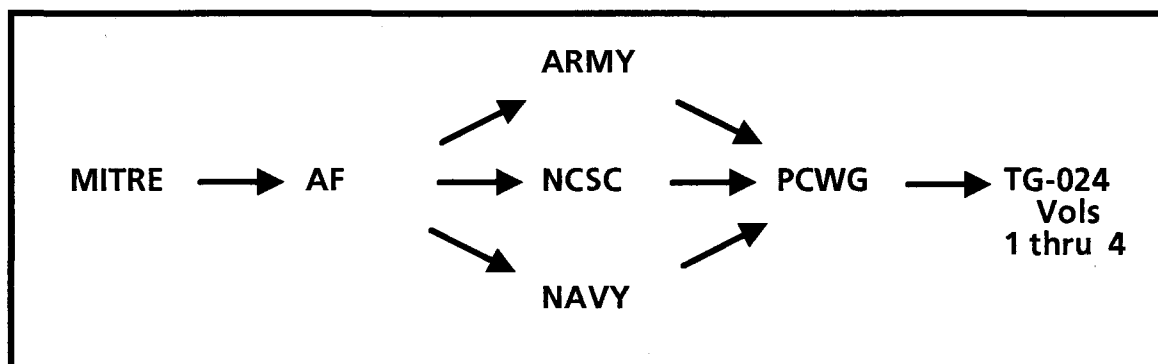 ARMY
MITRE
AF
NCSC
PCWG
TG-024
Vols
1 thru 4
NAVY